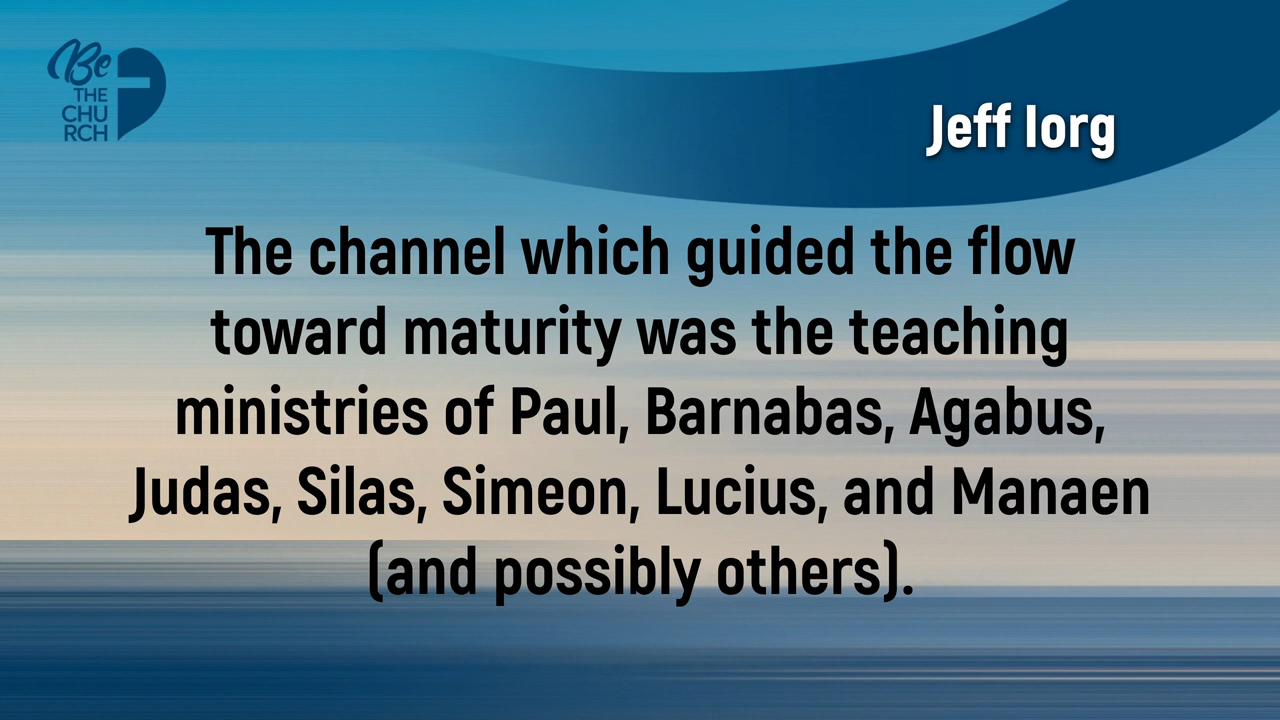 Be
THE
CHU
RCH
Jeff Iorg
The channel which guided the flow
toward maturity was the teaching
ministries of Paul, Barnabas, Agabus,
Judas, Silas, Simeon, Lucius, and Manaen
(and possibly others).